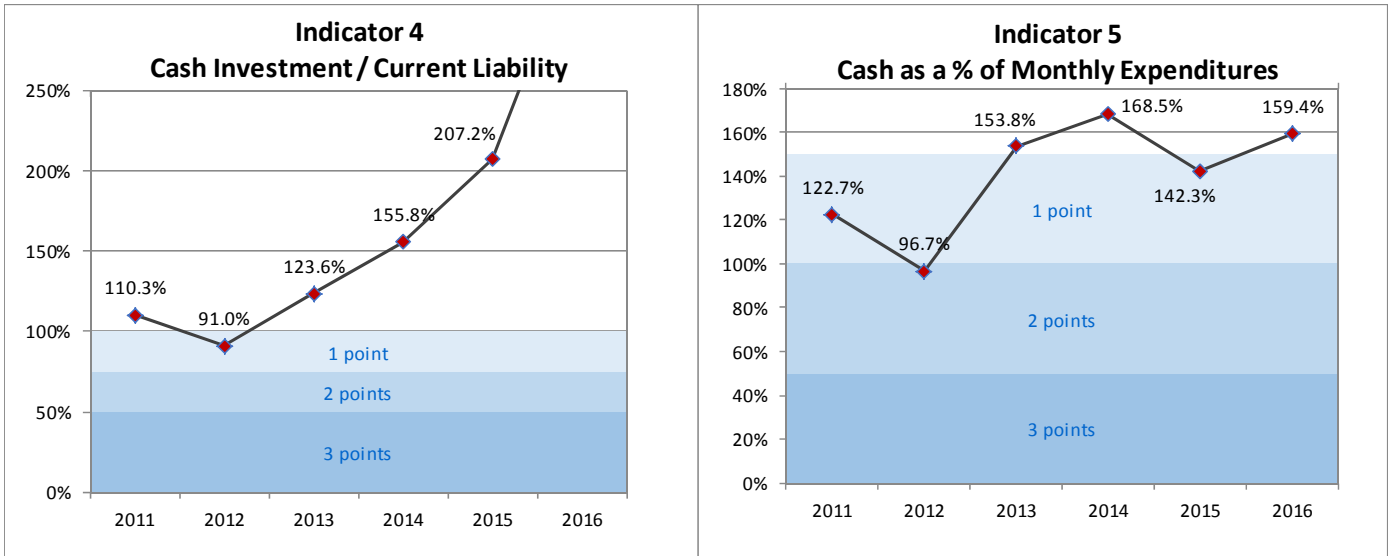 Indicator 4
Cash Investment / Current Liability
250%
200%
150%
100%
50%
0%
110.3%
91.0%
123.6%
155.8%
207.2%
1 point
2 points
3 points
2011 2012 2013 2014 2015 2016
Indicator 5
Cash as a % of Monthly Expenditures
180%
160%
140%
120%
100%
80%
60%
40%
20%
0%
122.7%
96.7%
153.8%
168.5%
142.3%
159.4%
1 point
2 points
3 points
2011 2012 2013 2014 2015 2016